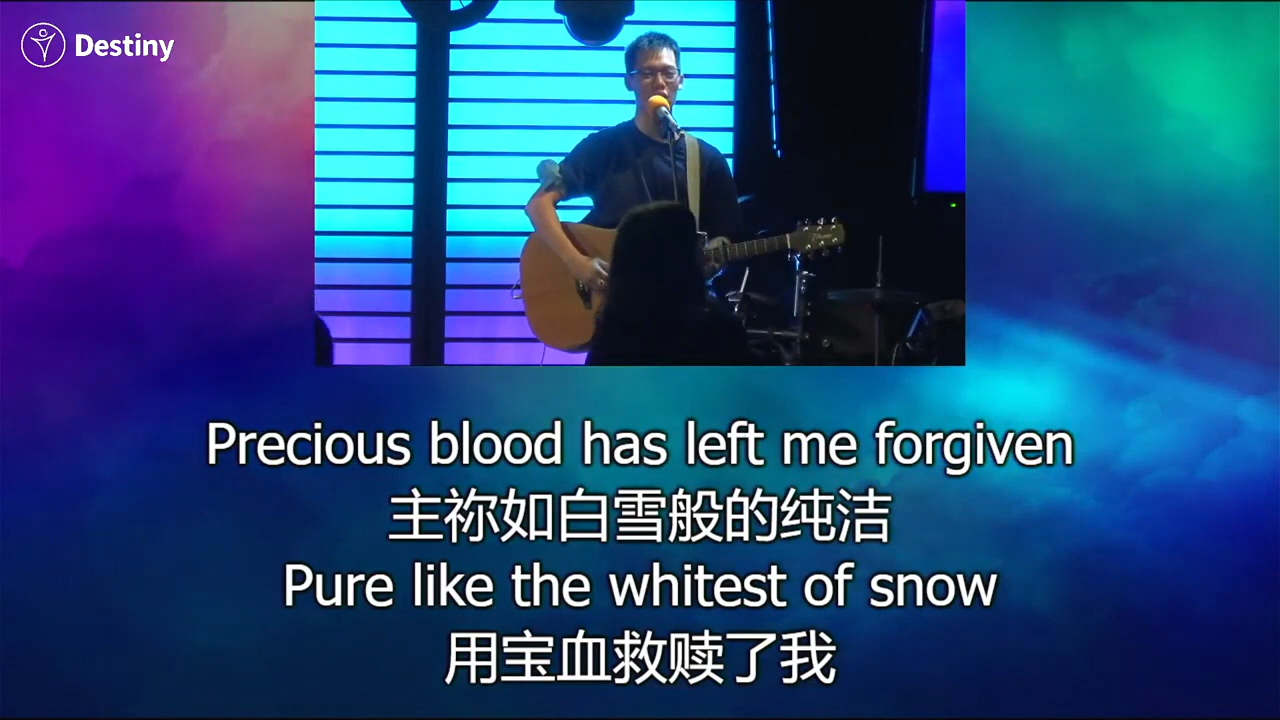 Destiny
Precious blood has left me forgiven
主祢如白雪般的纯洁
Pure like the whitest of snow
用宝血救赎了我